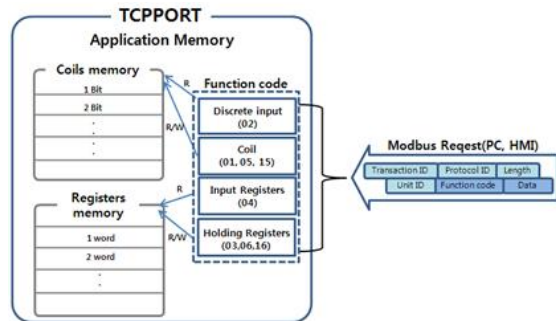 TCPPORT
Application Memory
Coils memory
1 Bit
2 Bit
.
.
.
R
R/W
Function code
Discrete input
(02)
Coil
(01, 05, 15)
Input Registers
(04)
Holding Registers
(03,06,16)
Registers
memory
1 word
2 word
.
.
R
R/W
Modbus Reqest(PC, HMI)
Transaction ID Protocol ID Length
Unit ID Function code Data